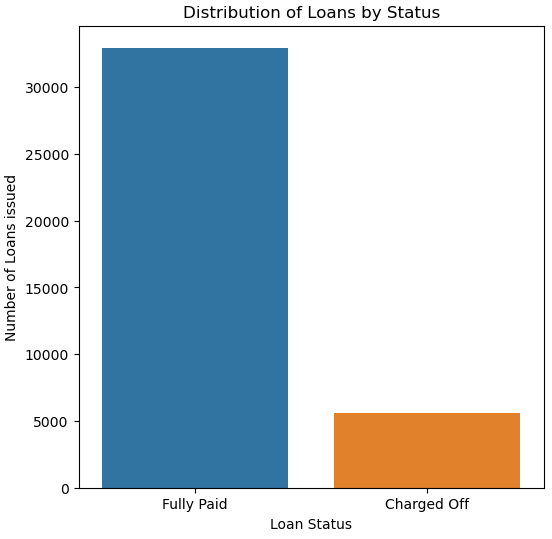 Distribution of Loans by Status
Number of Loans issued
30000
25000
20000
15000
10000
5000
0
Fully Paid
Charged Off
Loan Status